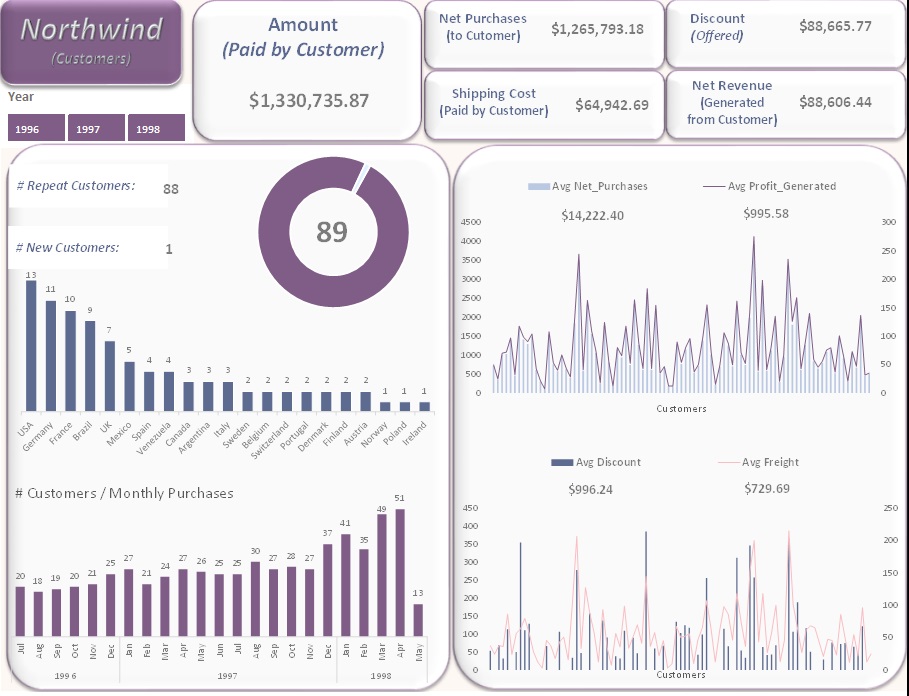 Northwind
(Customers)
Year
1996 1997 1998
Amount
(Paid by Customer)
$1,330,735.87
Net Purchases
(to Cutomer)
$1,265,793.18
Discount
(Offered)
$88,665.77
Shipping Cost
(Paid by Customer)
$64,942.69
Net Revenue
(Generated
from Customer)
$88,606.44
# Repeat Customers: 88
# New Customers: 1
89
13 11 10 9 7 5 4 4 3 3 3 2 2 2 2 2 2 2 1 1 1
USA Germany France Brazil UK Mexico Spain Venezuela Canada Argentina Italy Sweden Belgium Switzerland Portugal Denmark Finland Austria Norway Poland Ireland
# Customers / Monthly Purchases
20 18 19 20 21 25 27 21 24 27 26 25 25 30 27 28 27 37 41 35 49 51 13
Jul Aug Sep Oct Nov Dec Jan Feb Mar Apr May Jun Jul Aug Sep Oct Nov Dec Jan Feb Mar Apr May
1996 1997 1998
Avg Net_Purchases Avg Profit_Generated
$14,222.40 $995.58
4500 300
4000 250
3500
3000 200
2500
2000 150
1500 100
1000
500 50
0 0
Customers
Avg Discount Avg Freight
$996.24 $729.69
450 250
400
350 200
300
250 150
200
150 100
100 50
50
0 0
Customers